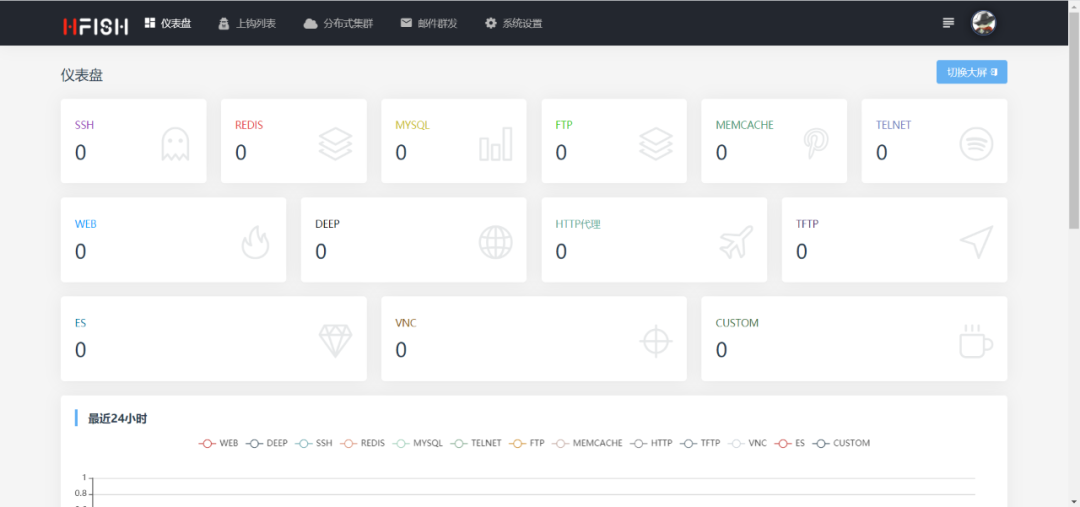 HFISH 仪表盘 上钩列表 分布式集群 邮件群发 系统设置
仪表盘 切换大屏
SSH REDIS MYSQL FTP MEMCACHE TELNET
0 0 0 0 0 0
WEB DEEP HTTP代理 TFTP
0 0 0 0
ES VNC CUSTOM
0 0 0
最近24小时
WEB DEEP SSH REDIS MYSQL TELNET FTP MEMCACHE HTTP TFTP VNC ES CUSTOM
1
0.8